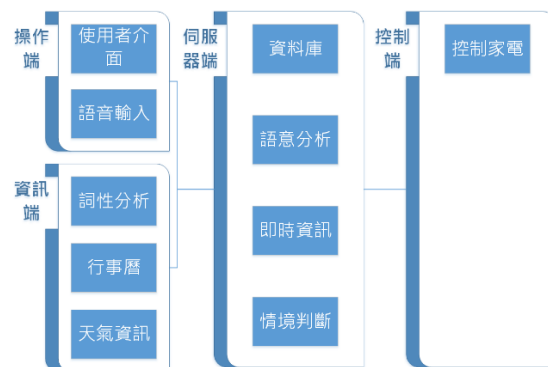 操作
端
使用者介
面
語音輸入
資訊
端
詞性分析
行事曆
天氣資訊
伺服
器端
資料庫
語意分析
即時資訊
情境判斷
控制
端
控制家電